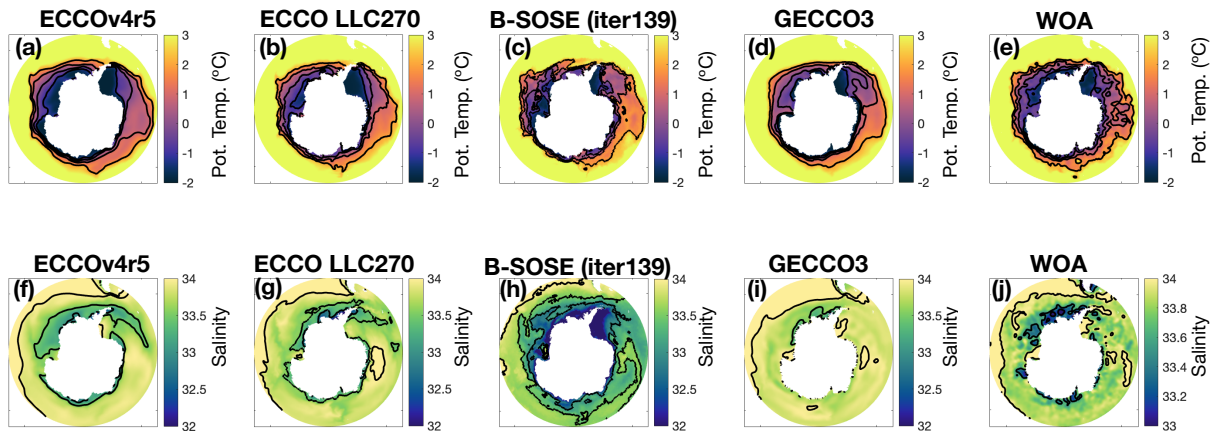 ECCOv4r5 ECCO LLC270 B-SOSE (iter139) GECCO3 WOA
(a) (b) (c) (d) (e)
3 3 3 3 3
2 2 2 2 2
1 1 1 1 1
0 0 0 0 0
-1 -1 -1 -1 -1
-2 -2 -2 -2 -2
Pot. Temp. (°C) Pot. Temp. (°C) Pot. Temp. (°C) Pot. Temp. (°C) Pot. Temp. (°C)
ECCOv4r5 ECCO LLC270 B-SOSE (iter139) GECCO3 WOA
(f) (g) (h) (i) (j)
34 34 34 34 34
33.8
33.5 33.5 33.5 33.5 33.6
33 33 33 33 33.4
32.5 32.5 32.5 32.5 33.2
32 32 32 32 33
Salinity Salinity Salinity Salinity Salinity